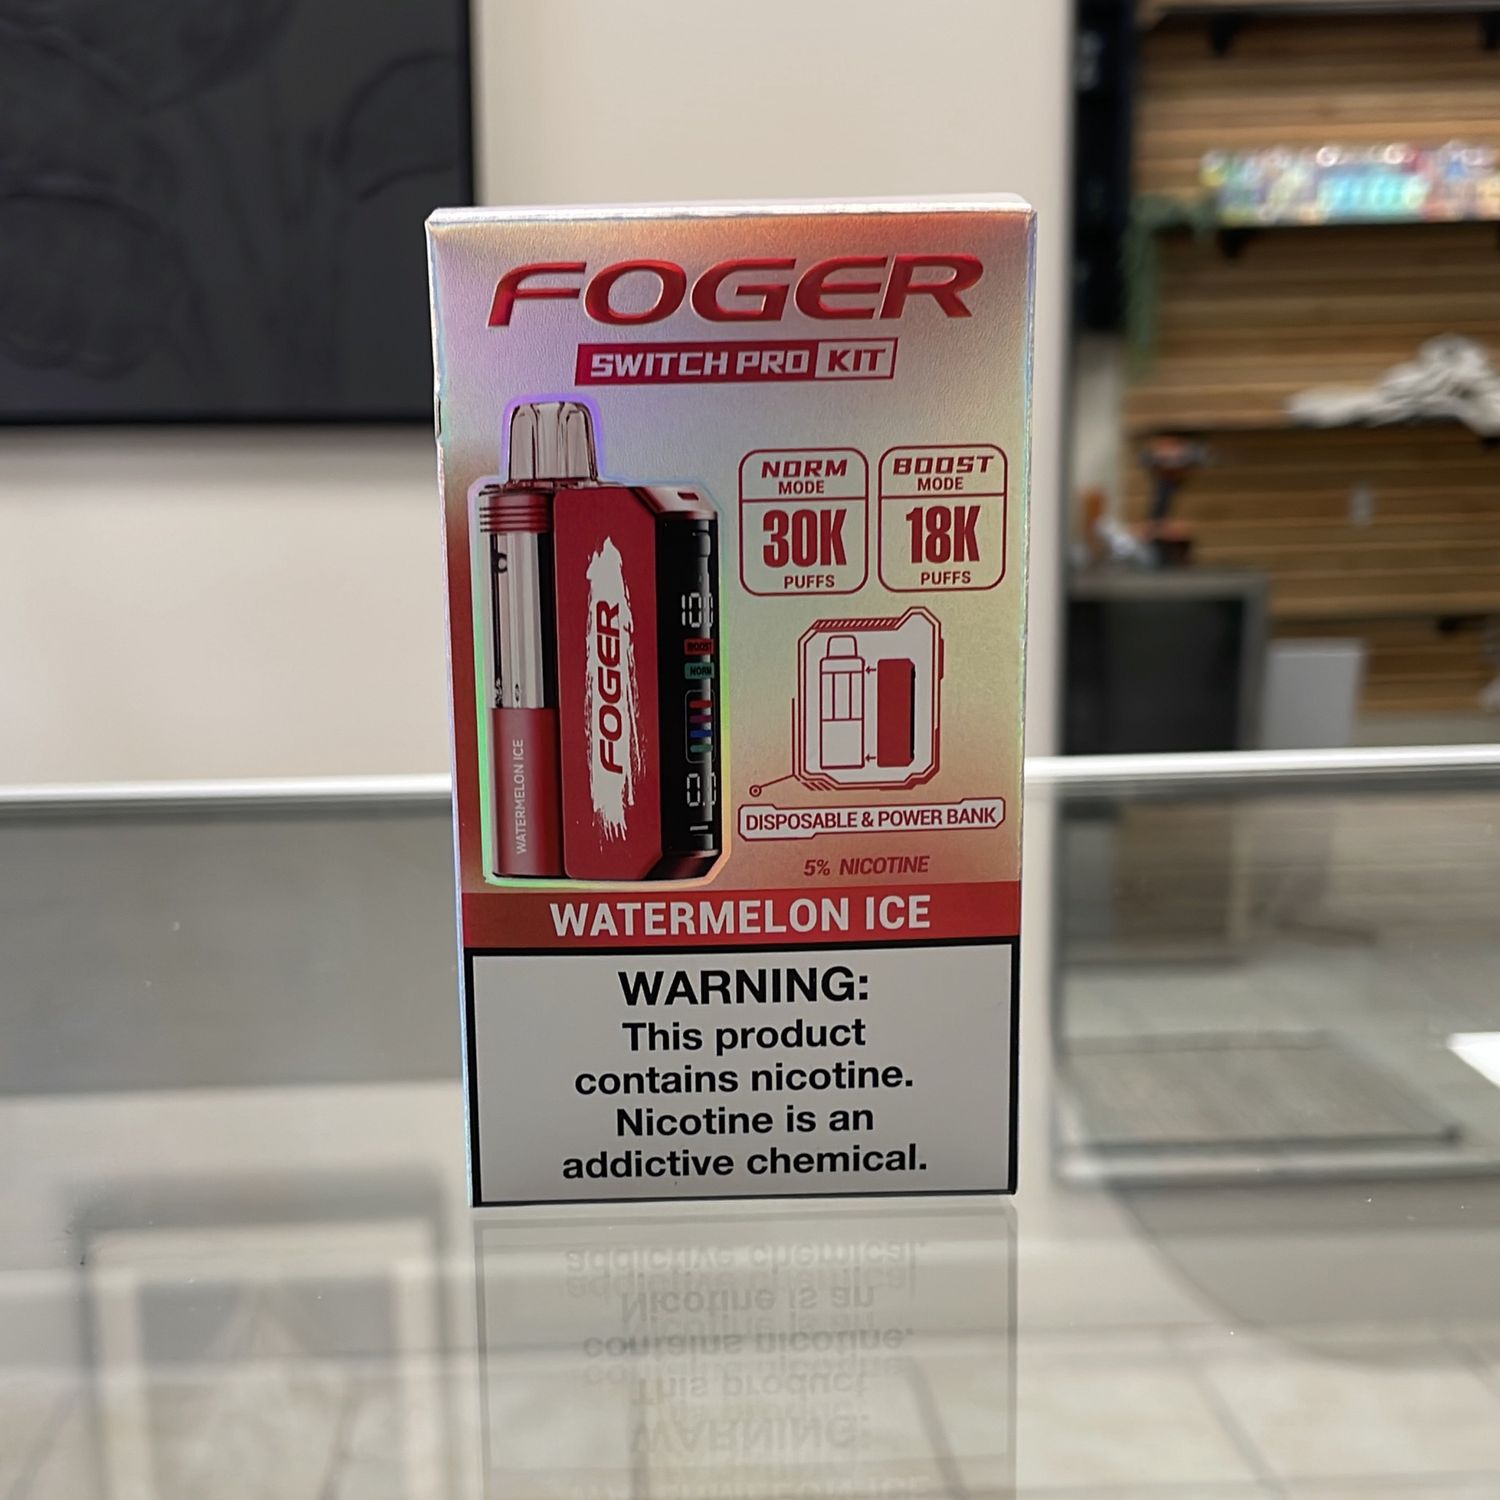 FOGER
SWITCH PRO KIT
NORM
MODE
30K
PUFFS
BOOST
MODE
18K
PUFFS
FOGER
WATERMELON ICE
BOOST
NORM
DISPOSABLE & POWER BANK
5% NICOTINE
WATERMELON ICE
WARNING:
This product
contains nicotine.
Nicotine is an
addictive chemical.